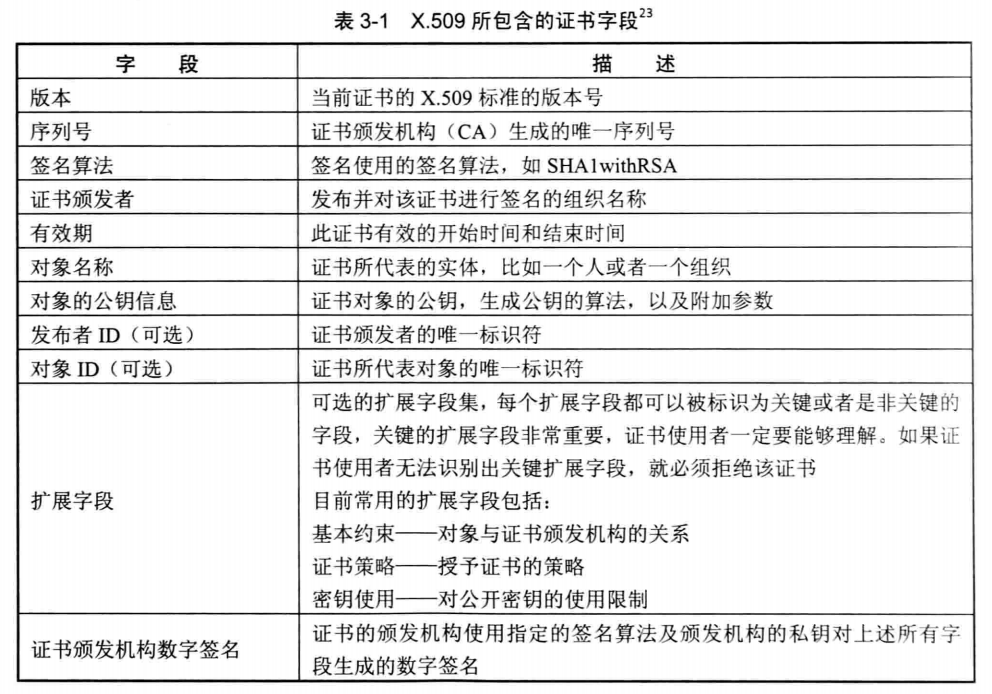 表 3-1 X.509 所包含的证书字段23
字 段 描 述
版本 当前证书的 X.509 标准的版本号
序列号 证书颁发机构（CA）生成的唯一序列号
签名算法 签名使用的签名算法，如 SHA1withRSA
证书颁发者 发布并对该证书进行签名的组织名称
有效期 此证书有效的开始时间和结束时间
对象名称 证书所代表的实体，比如一个人或者一个组织
对象的公钥信息 证书对象的公钥，生成公钥的算法，以及附加参数
发布者 ID（可选） 证书颁发者的唯一标识符
对象 ID（可选） 证书所代表对象的唯一标识符
扩展字段
可选的扩展字段集，每个扩展字段都可以被标识为关键或者是非关键的
字段，关键的扩展字段非常重要，证书使用者一定要能够理解。如果证
书使用者无法识别出关键扩展字段，就必须拒绝该证书
目前常用的扩展字段包括：
基本约束——对象与证书颁发机构的关系
证书策略——授予证书的策略
密钥使用——对公开密钥的使用限制
证书颁发机构数字签名
证书的颁发机构使用指定的签名算法及颁发机构的私钥对上述所有字
段生成的数字签名